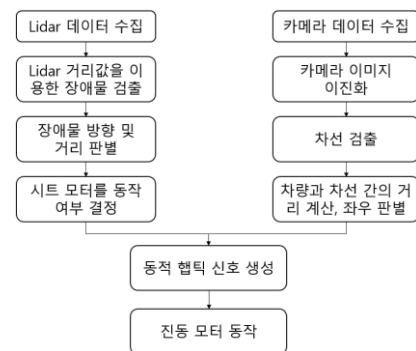 Lidar 데이터 수집
Lidar 거리값을 이
용한 장애물 검출
장애물 방향 및
거리 판별
시트 모터를 동작
여부 결정
카메라 데이터 수집
카메라 이미지
이진화
차선 검출
차량과 차선 간의 거
리 계산, 좌우 판별
동적 햅틱 신호 생성
진동 모터 동작